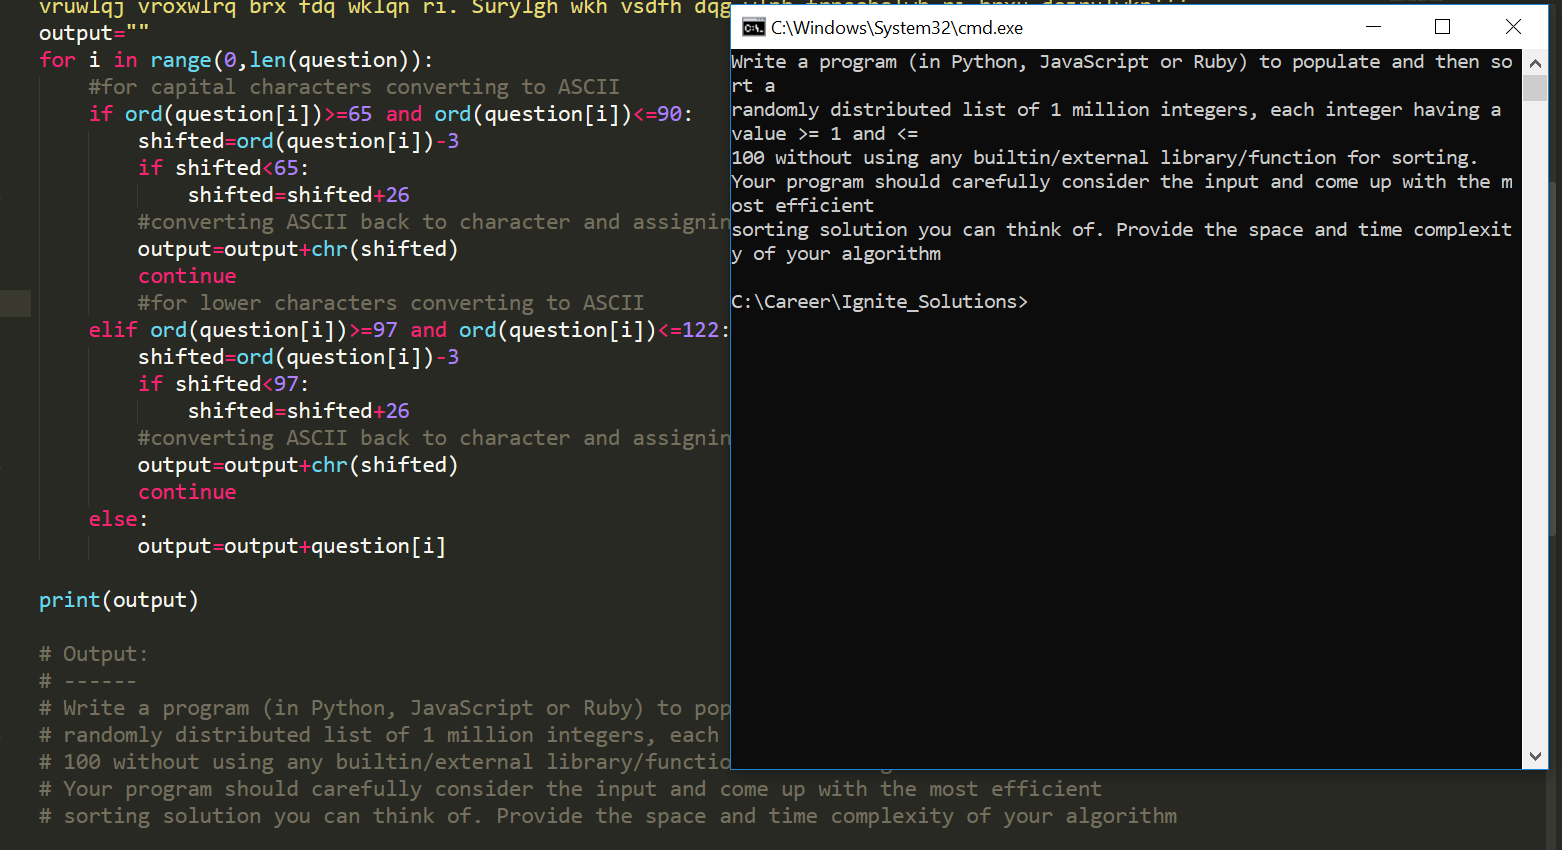 vruwlqj vroxwlrq brx fdq wklqn ri. Surylgh wkh vsdfh dqg
output=""
for i in range(0,len(question)):
#for capital characters converting to ASCII
if ord(question[i])>=65 and ord(question[i])<=90:
shifted=ord(question[i])-3
if shifted<65:
shifted=shifted+26
#converting ASCII back to character and assignin
output=output+chr(shifted)
continue
#for lower characters converting to ASCII
elif ord(question[i])>=97 and ord(question[i])<=122:
shifted=ord(question[i])-3
if shifted<97:
shifted=shifted+26
#converting ASCII back to character and assignin
output=output+chr(shifted)
continue
else:
output=output+question[i]
print(output)
# Output:
# ------
# Write a program (in Python, JavaScript or Ruby) to pop
# randomly distributed list of 1 million integers, each
# 100 without using any builtin/external library/functio
# Your program should carefully consider the input and come up with the most efficient
# sorting solution you can think of. Provide the space and time complexity of your algorithm
C:\Windows\System32\cmd.exe
Write a program (in Python, JavaScript or Ruby) to populate and then so
rt a
randomly distributed list of 1 million integers, each integer having a
value >= 1 and <=
100 without using any builtin/external library/function for sorting.
Your program should carefully consider the input and come up with the m
ost efficient
sorting solution you can think of. Provide the space and time complexit
y of your algorithm
C:\Career\Ignite_Solutions>